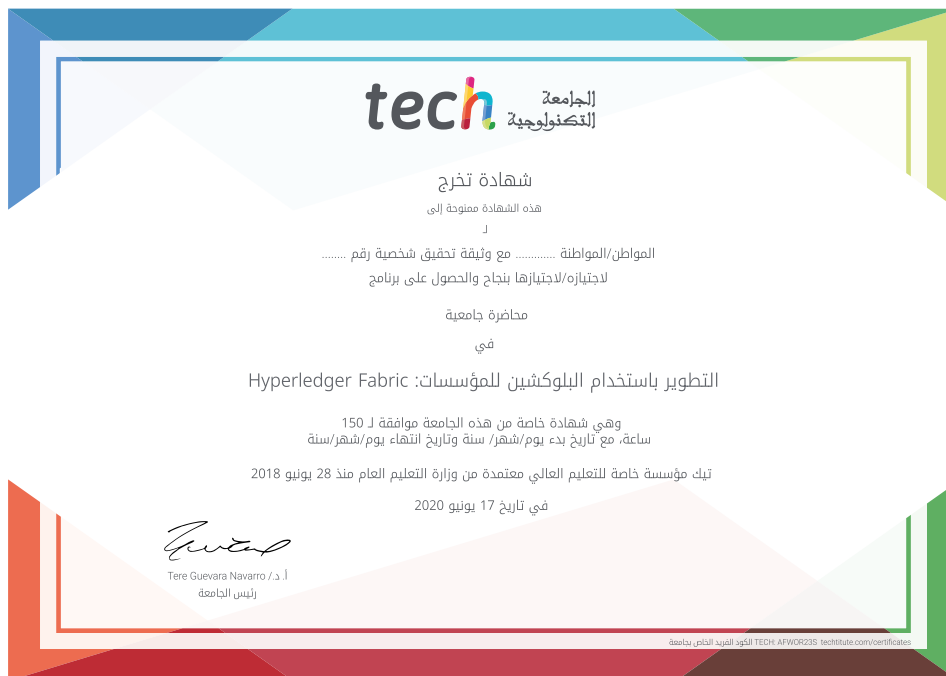 tech الجامعة
التكنولوجية
شهادة تخرج
هذه الشهادة ممنوحة إلى
لـ
المواطن/المواطنة ............ مع وثيقة تحقيق شخصية رقم ........
لاجتيازه/لاجتيازها بنجاح والحصول على برنامج
محاضرة جامعية
في
التطوير باستخدام البلوكشين للمؤسسات: Hyperledger Fabric
وهي شهادة خاصة من هذه الجامعة موافقة لـ 150
ساعة، مع تاريخ بدء يوم/شهر/ سنة وتاريخ انتهاء يوم/شهر/سنة
تيك مؤسسة خاصة للتعليم العالي معتمدة من وزارة التعليم العام منذ 28 يونيو 2018
في تاريخ 17 يونيو 2020
أ. د./ Tere Guevara Navarro
رئيس الجامعة
الكود الفريد الخاص بجامعة TECH: AFWOR23S techtitute.com/certificates